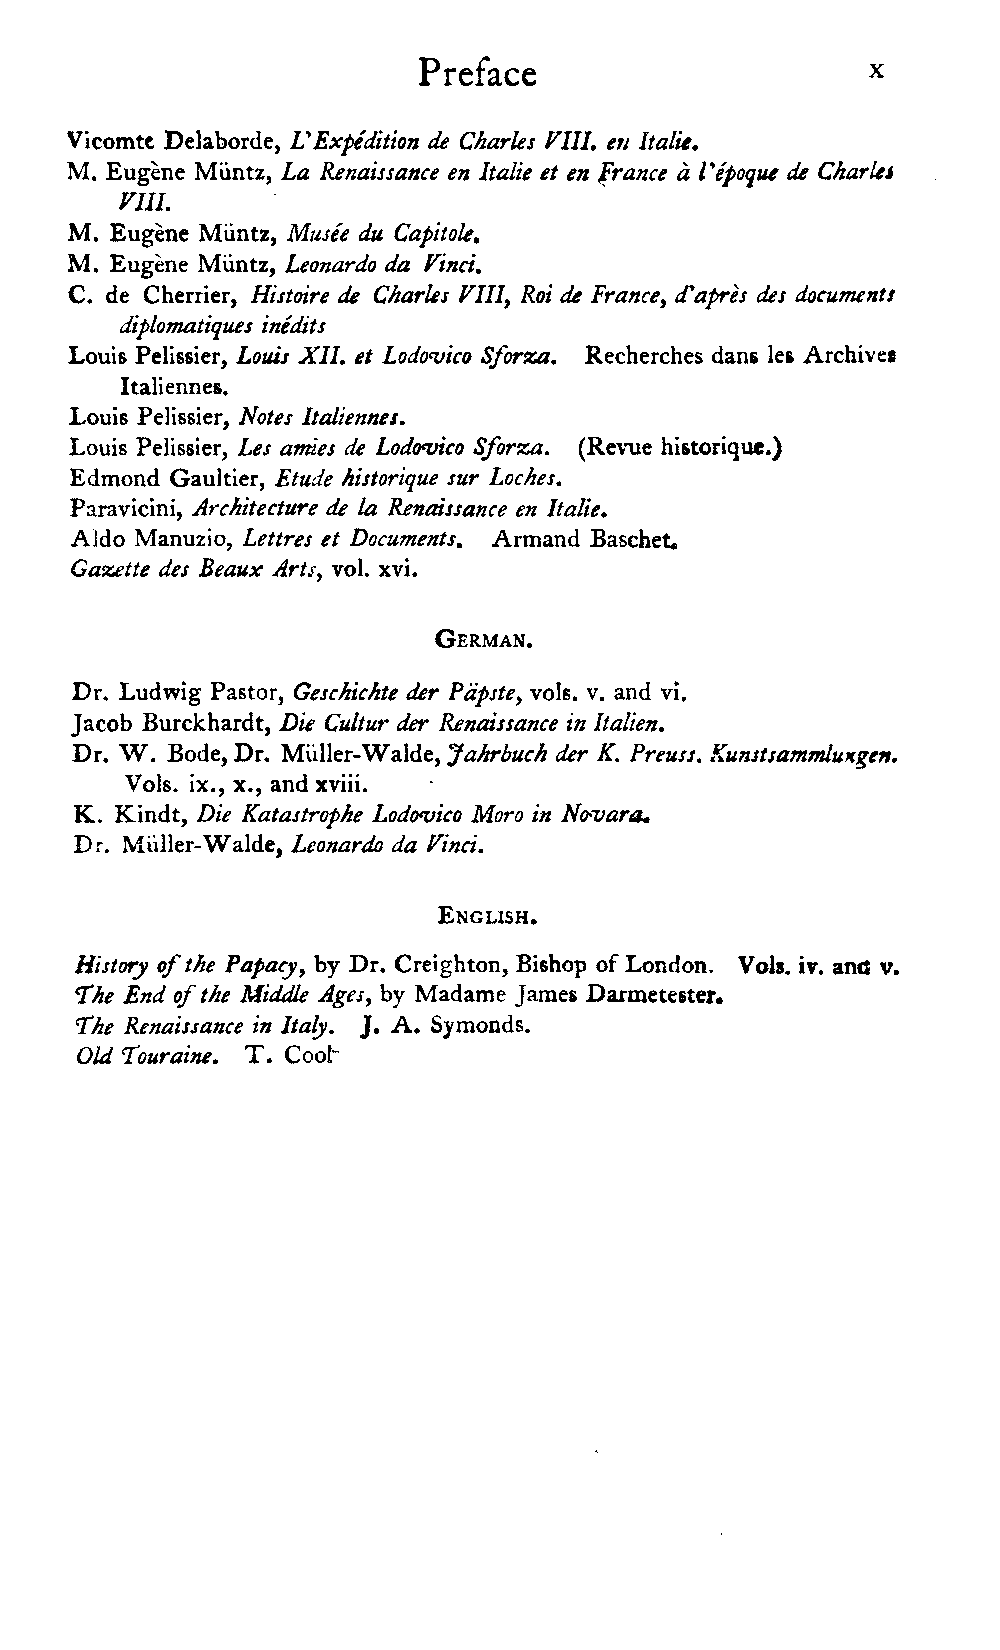 Preface x
Vicomte Delaborde, L'Expédition de Charles VIII. en Italie.
M. Eugène Müntz, La Renaissance en Italie et en France à l'époque de Charles
VIII.
M. Eugène Müntz, Musée du Capitole.
M. Eugène Müntz, Leonardo da Vinci.
C. de Cherrier, Histoire de Charles VIII, Roi de France, d'après des documents
diplomatiques inédits
Louis Pelissier, Louis XII. et Lodovico Sforza. Recherches dans les Archives
Italiennes.
Louis Pelissier, Notes Italiennes.
Louis Pelissier, Les amies de Lodovico Sforza. (Revue historique.)
Edmond Gaultier, Etude historique sur Loches.
Paravicini, Architecture de la Renaissance en Italie.
Aldo Manuzio, Lettres et Documents. Armand Baschet.
Gazette des Beaux Arts, vol. xvi.
GERMAN.
Dr. Ludwig Pastor, Geschichte der Päpste, vols. v. and vi.
Jacob Burckhardt, Die Cultur der Renaissance in Italien.
Dr. W. Bode, Dr. Müller-Walde, Jahrbuch der K. Preuss. Kunstsammlungen.
Vols. ix., x., and xviii.
K. Kindt, Die Katastrophe Lodovico Moro in Novara.
Dr. Müller-Walde, Leonardo da Vinci.
ENGLISH.
History of the Papacy, by Dr. Creighton, Bishop of London. Vols. iv. and v.
The End of the Middle Ages, by Madame James Darmetester.
The Renaissance in Italy. J. A. Symonds.
Old Touraine. T.